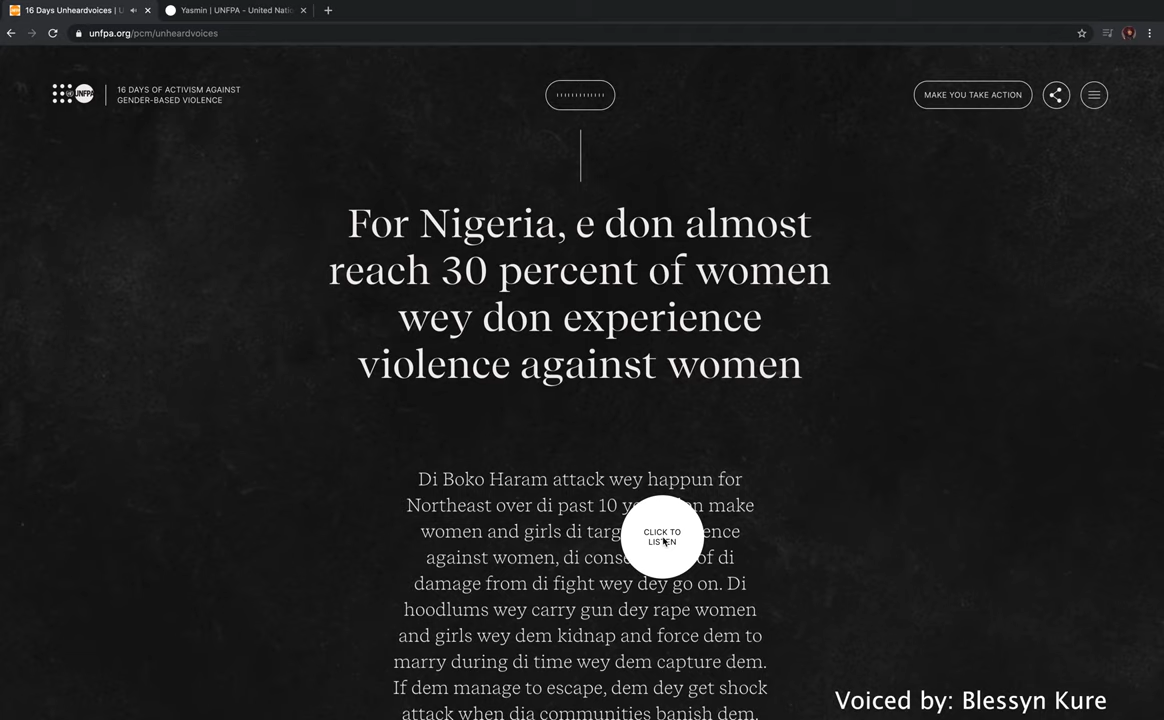 16 Days Unheardvoices | U
Yasmin | UNFPA - United Natio
unfpa.org/pcm/unheardvoices
UNFPA
16 DAYS OF ACTIVISM AGAINST
GENDER-BASED VIOLENCE
MAKE YOU TAKE ACTION
For Nigeria, e don almost
reach 30 percent of women
wey don experience
violence against women
Di Boko Haram attack wey happun for
Northeast over di past 10 make
women and girls di
against women, di of di
damage from di fight wey dey go on. Di
hoodlums wey carry gun dey rape women
and girls wey dem kidnap and force dem to
marry during di time wey dem capture dem.
If dem manage to escape, dem dey get shock
attack when dia communities banish dem.
CLICK TO
LISTEN
Voiced by: Blessyn Kure